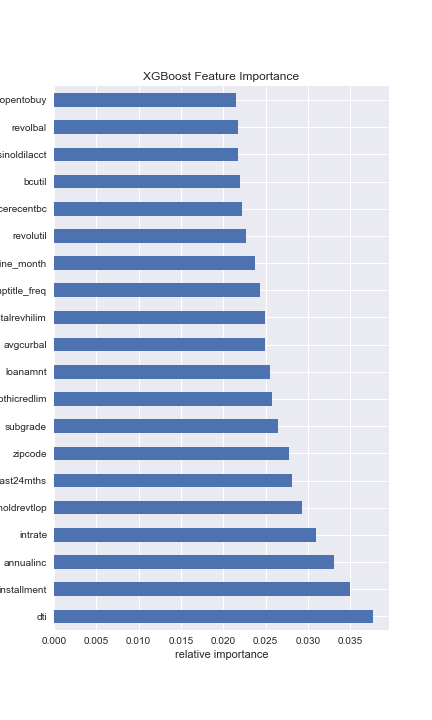 XGBoost Feature Importance
opentobuy
revolbal
sinoldilacct
bcutil
cerecentbc
revolutil
ine_month
nptitle_freq
talrevhilim
avgcurbal
loanamnt
othicredlim
subgrade
zipcode
ast24mths
noldrevtlop
intrate
annualinc
installment
dti
0.000 0.005 0.010 0.015 0.020 0.025 0.030 0.035
relative importance